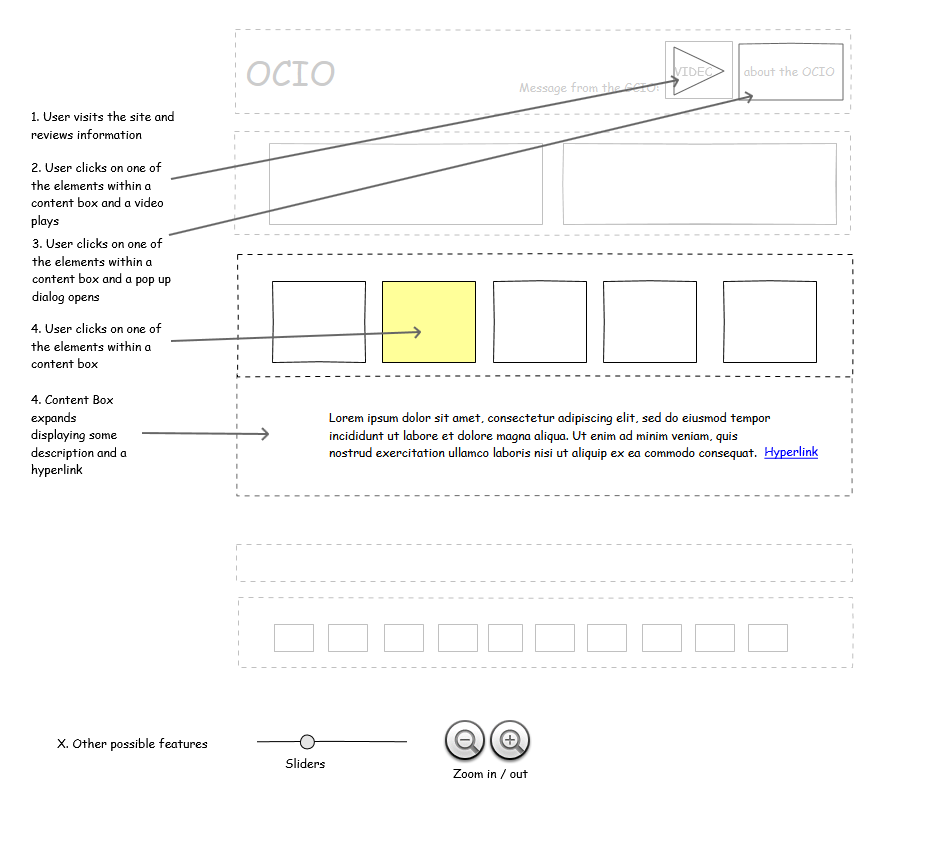 OCIO
Message from the OCIO:
VIDEO
about the OCIO
1. User visits the site and
reviews information
2. User clicks on one of
the elements within a
content box and a video
plays
3. User clicks on one of
the elements within a
content box and a pop up
dialog opens
4. User clicks on one of
the elements within a
content box
4. Content Box
expands
displaying some
description and a
hyperlink
Lorem ipsum dolor sit amet, consectetur adipiscing elit, sed do eiusmod tempor
incididunt ut labore et dolore magna aliqua. Ut enim ad minim veniam, quis
nostrud exercitation ullamco laboris nisi ut aliquip ex ea commodo consequat. Hyperlink
X. Other possible features
Sliders
Zoom in / out